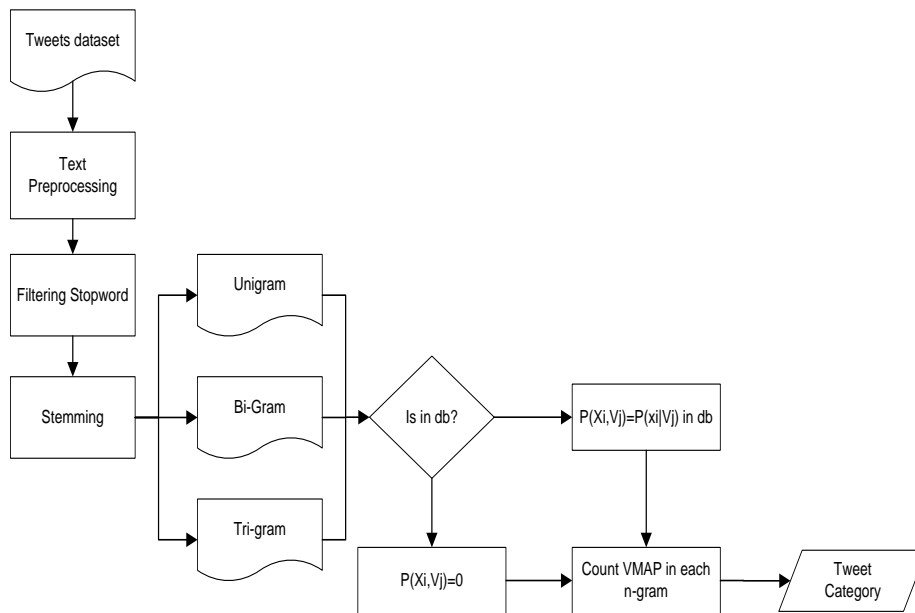 Tweets dataset
Text
Preprocessing
Filtering Stopword
Stemming
Unigram
Bi-Gram
Tri-gram
Is in db?
P(Xi,Vj)=P(xi|Vj) in db
P(Xi,Vj)=0
Count VMAP in each
n-gram
Tweet
Category